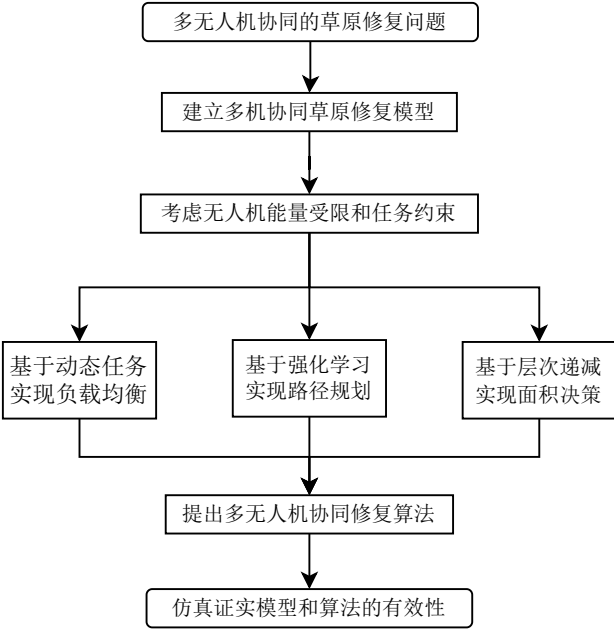 多无人机协同的草原修复问题
建立多机协同草原修复模型
考虑无人机能量受限和任务约束
基于动态任务
实现负载均衡
基于强化学习
实现路径规划
基于层次递减
实现面积决策
提出多无人机协同修复算法
仿真证实模型和算法的有效性